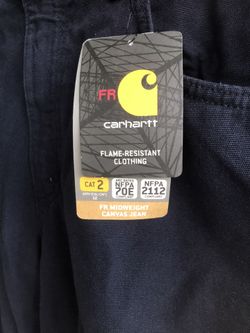 FR
carhartt
FLAME-RESISTANT
CLOTHING
CAT 2
NFPA
70E
NFPA
2112
FR MIDWEIGHT
CANVAS JEAN